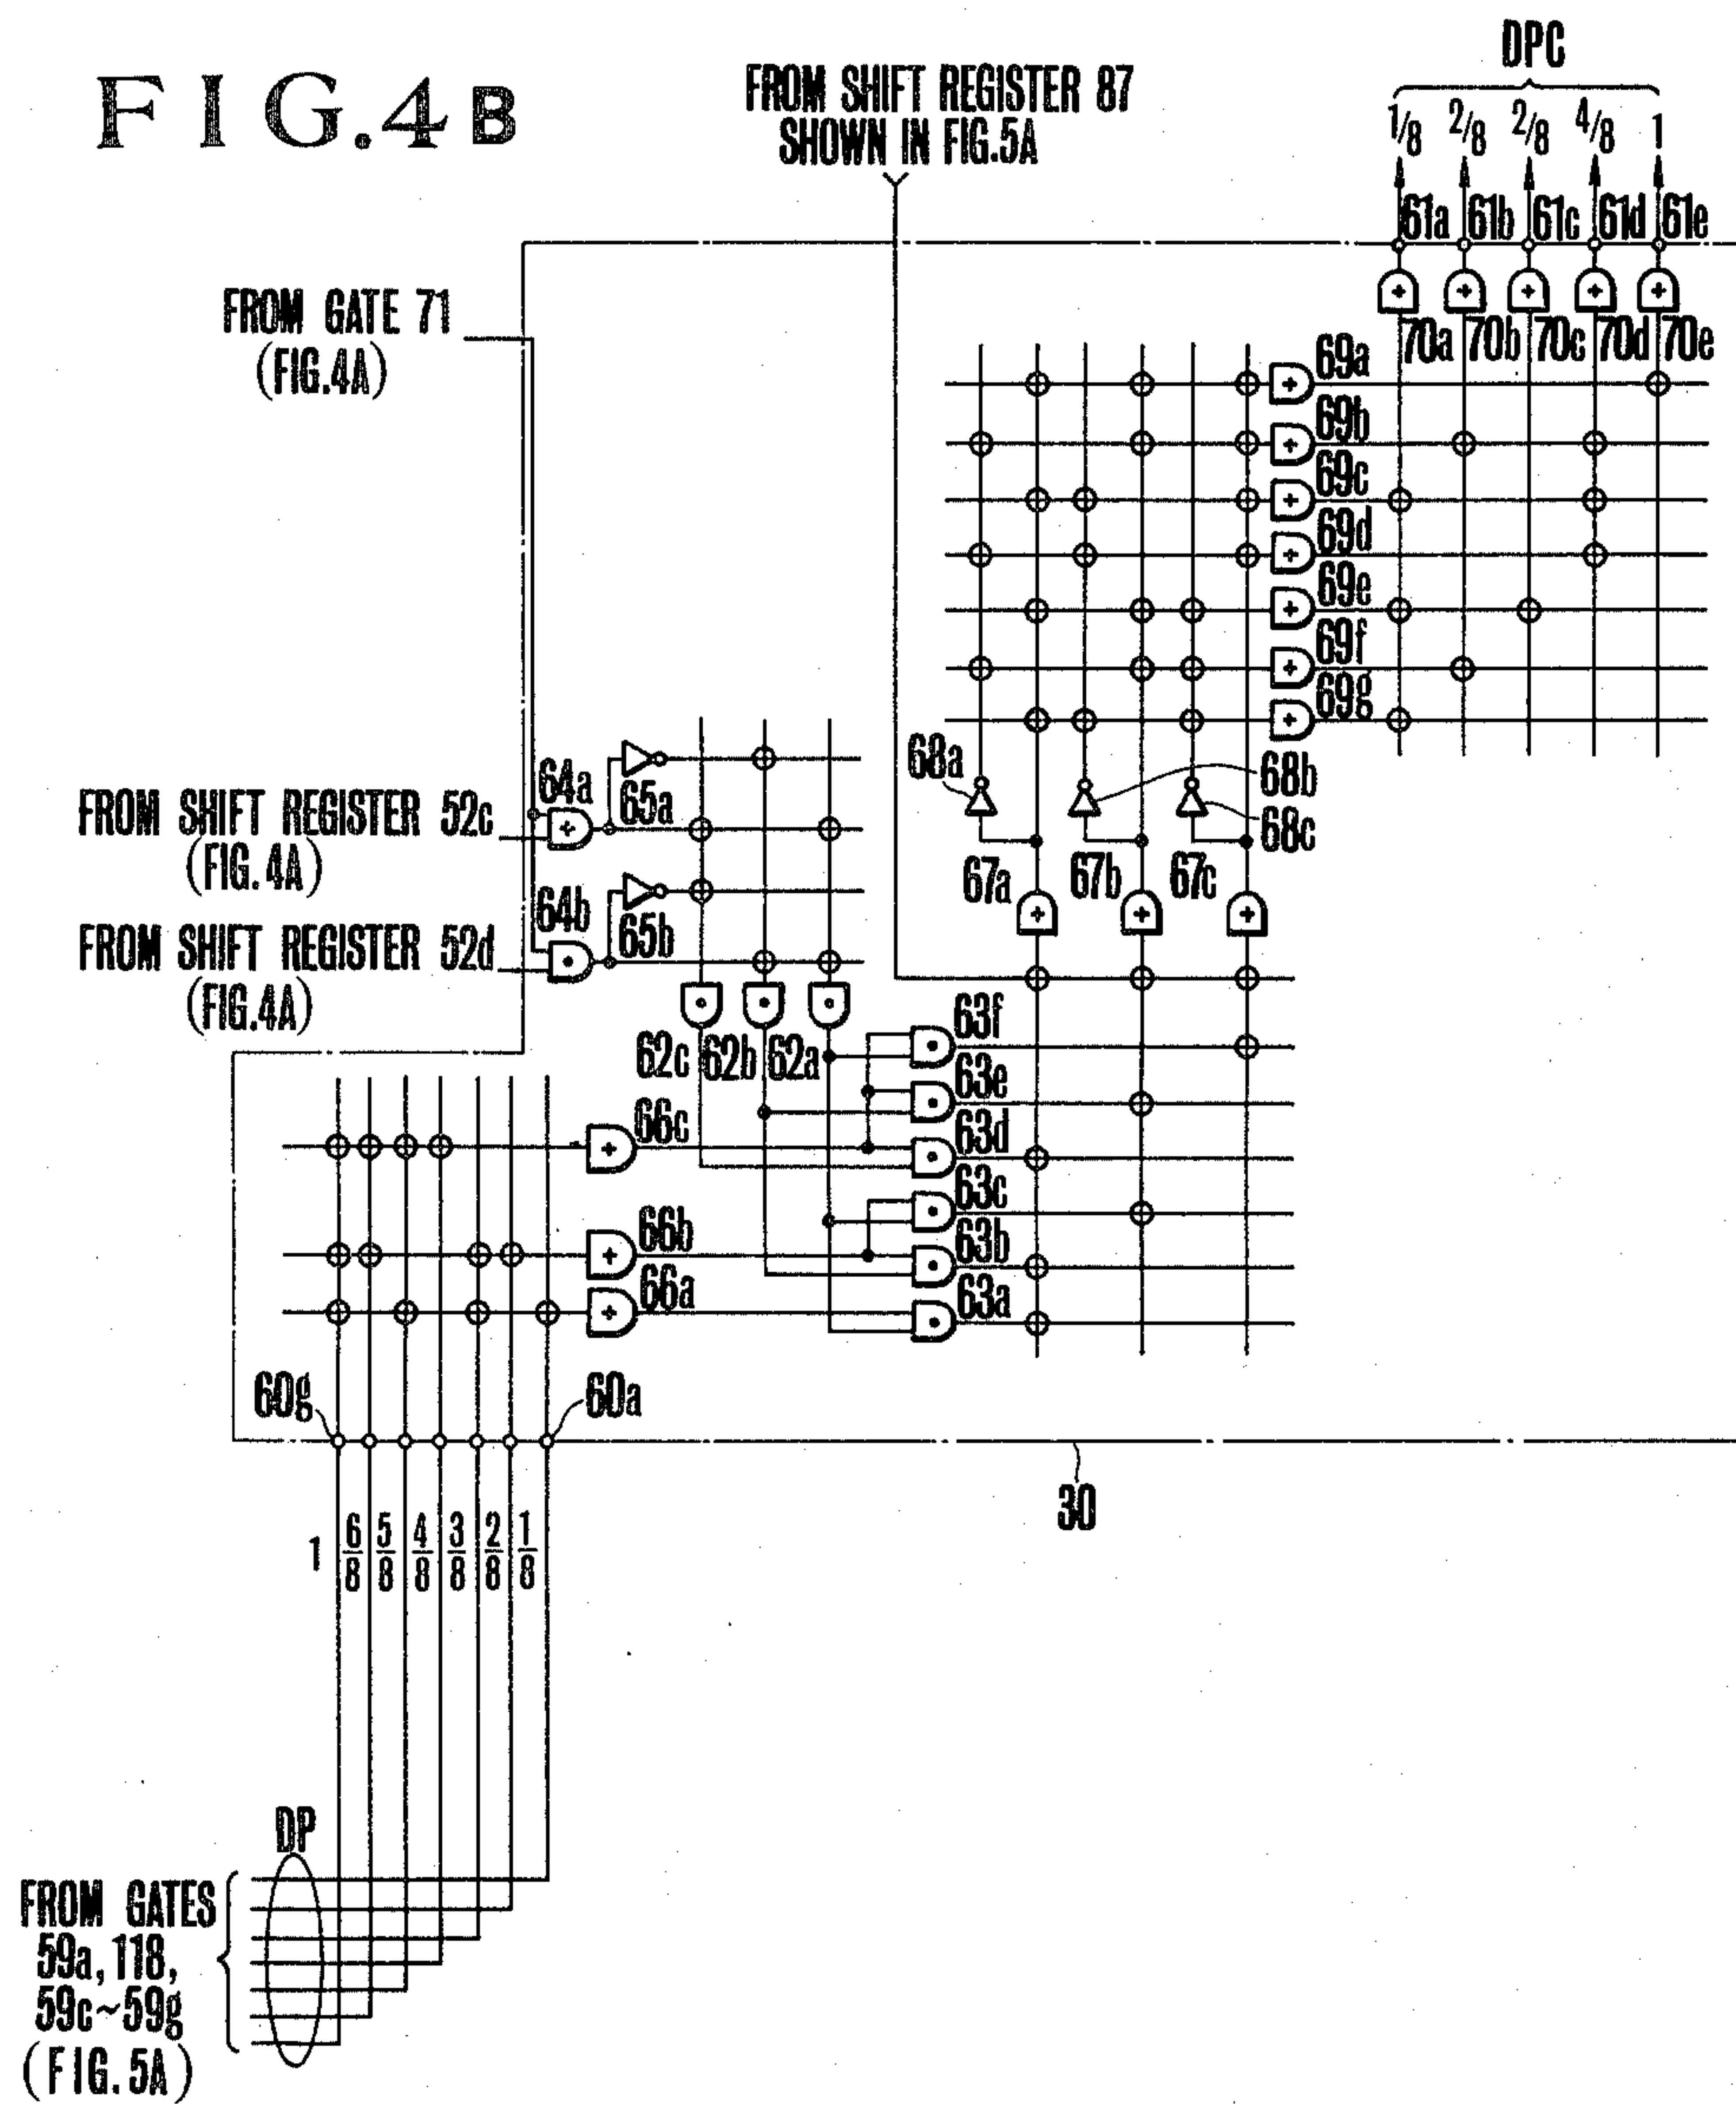 FIG.4B
FROM SHIFT REGISTER 87
SHOWN IN FIG.5A
DPC
1/8 2/8 2/8 4/8 1
61a 61b 61c 61d 61e
FROM GATE 71
(FIG.4A)
70a 70b 70c 70d 70e
69a
69b
69c
69d
69e
69f
69g
68a
68b
68c
64a
65a
FROM SHIFT REGISTER 52c
(FIG.4A)
67a 67b 67c
64b
65b
FROM SHIFT REGISTER 52d
(FIG.4A)
62c 62b 62a
63f
63e
63d
63c
63b
63a
66c
66b
66a
60g
60a
30
1 6/8 5/8 4/8 3/8 2/8 1/8
DP
FROM GATES
59a, 118,
59c~59g
(FIG.5A)